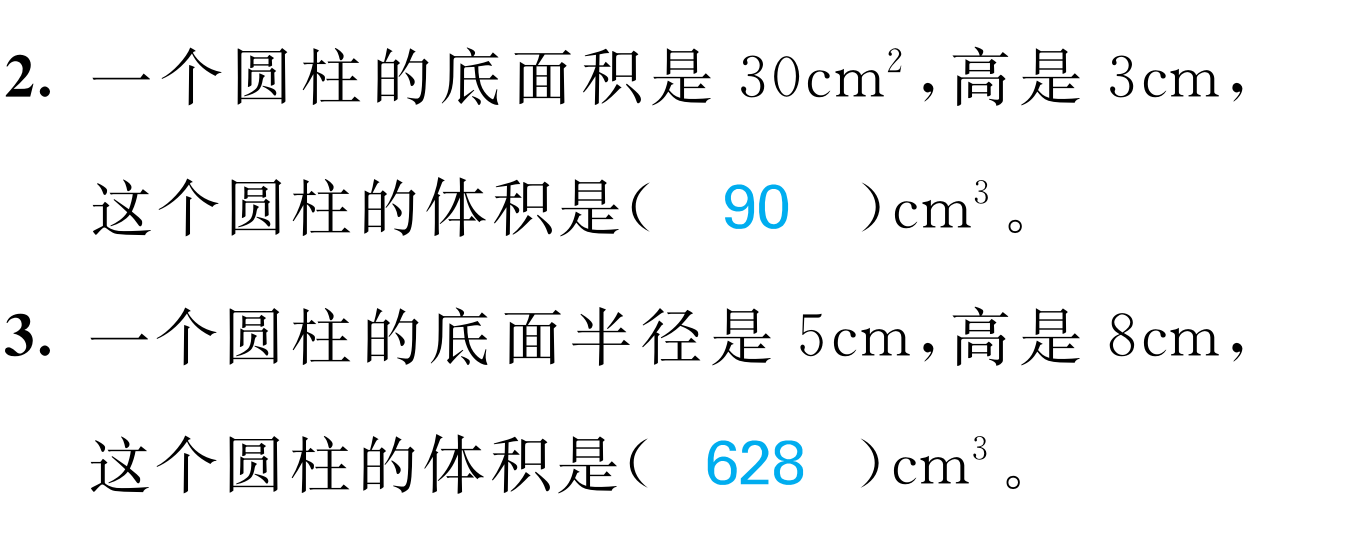 2. 一个圆柱的底面积是 30cm²,高是 3cm,
这个圆柱的体积是( 90 )cm³。
3. 一个圆柱的底面半径是 5cm,高是 8cm,
这个圆柱的体积是( 628 )cm³。